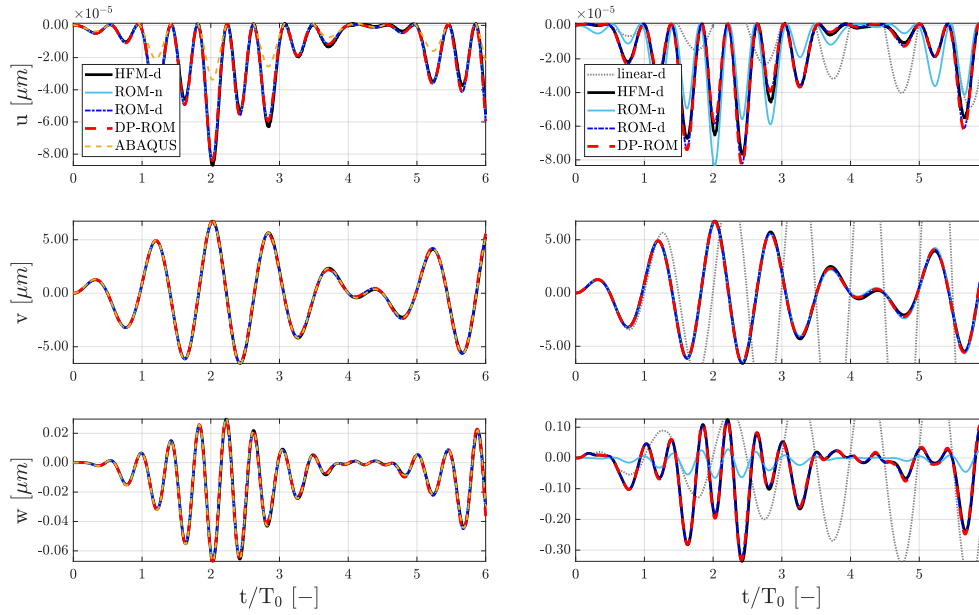 ×10⁻⁵
×10⁻⁵
0.00
-2.00
-4.00
-6.00
-8.00
u [μm]
HFM-d
ROM-n
ROM-d
DP-ROM
ABAQUS
0 1 2 3 4 5 6
0.00
-2.00
-4.00
-6.00
-8.00
linear-d
HFM-d
ROM-n
ROM-d
DP-ROM
0 1 2 3 4 5
5.00
0.00
-5.00
v [μm]
0 1 2 3 4 5 6
5.00
0.00
-5.00
0 1 2 3 4 5
0.02
0.00
-0.02
-0.04
-0.06
w [μm]
0 1 2 3 4 5 6
t/T₀ [−]
0.10
0.00
-0.10
-0.20
-0.30
0 1 2 3 4 5
t/T₀ [−]